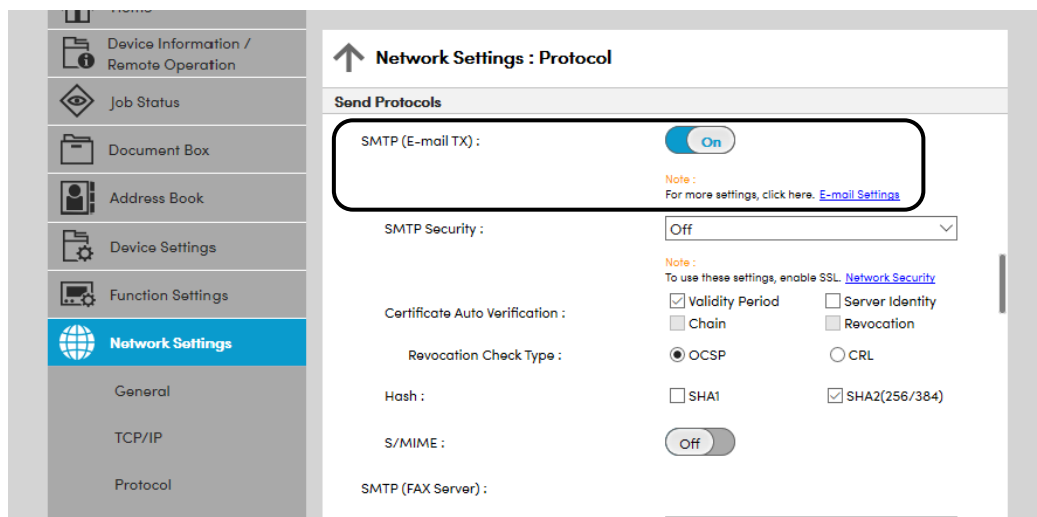 Home
Device Information /
Remote Operation
Job Status
Document Box
Address Book
Device Settings
Function Settings
Network Settings
General
TCP/IP
Protocol
Network Settings : Protocol
Send Protocols
SMTP (E-mail TX) :
On
Note :
For more settings, click here. E-mail Settings
SMTP Security :
Off
Note :
To use these settings, enable SSL. Network Security
Certificate Auto Verification :
Validity Period
Server Identity
Chain
Revocation
Revocation Check Type :
OCSP
CRL
Hash :
SHA1
SHA2(256/384)
S/MIME :
Off
SMTP (FAX Server) :